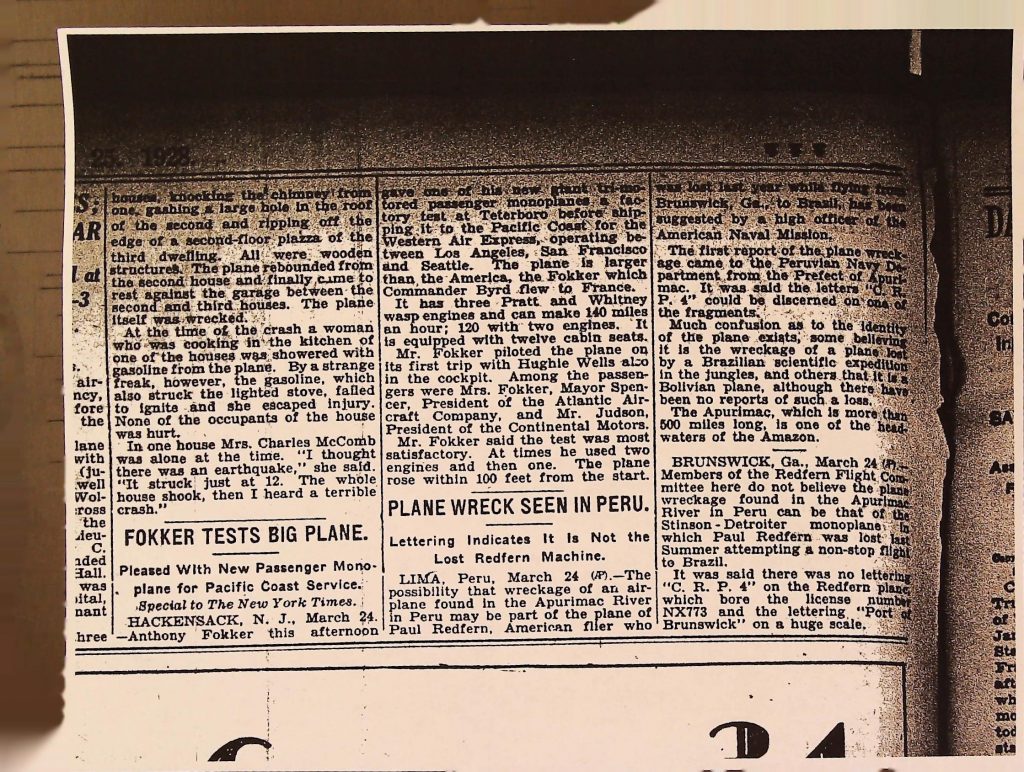 25, 1928.
houses, knocking the chimney from
one, gashing a large hole in the roof
of the second and ripping off the
edge of a second-floor piazza of the
third dwelling. All were wooden
structures. The plane rebounded from
the second house and finally came to
rest against the garage between the
second and third houses. The plane
itself was wrecked.
At the time of the crash a woman
who was cooking in the kitchen of
one of the houses was showered with
gasoline from the plane. By a strange
freak, however, the gasoline, which
also struck the lighted stove, failed
to ignite and she escaped injury.
None of the occupants of the house
was hurt.
In one house Mrs. Charles McComb
was alone at the time. "I thought
there was an earthquake," she said.
"It struck just at 12. The whole
house shook, then I heard a terrible
crash."
FOKKER TESTS BIG PLANE.
Pleased With New Passenger Mono-
plane for Pacific Coast Service.
Special to The New York Times.
HACKENSACK, N. J., March 24.
—Anthony Fokker this afternoon
gave one of his new giant tri-mo-
tored passenger monoplanes a fac-
tory test at Teterboro before ship-
ping it to the Pacific Coast for the
Western Air Express, operating be-
tween Los Angeles, San Francisco
and Seattle. The plane is larger
than the America, the Fokker which
Commander Byrd flew to France.
It has three Pratt and Whitney
wasp engines and can make 140 miles
an hour; 120 with two engines. It
is equipped with twelve cabin seats.
Mr. Fokker piloted the plane on
its first trip with Hughie Wells also
in the cockpit. Among the passen-
gers were Mrs. Fokker, Mayor Spen-
cer, President of the Atlantic Air-
craft Company, and Mr. Judson,
President of the Continental Motors.
Mr. Fokker said the test was most
satisfactory. At times he used two
engines and then one. The plane
rose within 100 feet from the start.
PLANE WRECK SEEN IN PERU.
Lettering Indicates It Is Not the
Lost Redfern Machine.
LIMA, Peru, March 24 (AP).—The
possibility that wreckage of an air-
plane found in the Apurimac River
in Peru may be part of the plane of
Paul Redfern, American flier who
was lost last year while flying from
Brunswick, Ga., to Brazil, has been
suggested by a high officer of the
American Naval Mission.
The first report of the plane wreck-
age came to the Peruvian Navy De-
partment from the Prefect of Apuri-
mac. It was said the letters "C. R.
P. 4" could be discerned on one of
the fragments.
Much confusion as to the identity
of the plane exists, some believing
it is the wreckage of a plane lost
by a Brazilian scientific expedition
in the jungles, and others that it is a
Bolivian plane, although there have
been no reports of such a loss.
The Apurimac, which is more than
500 miles long, is one of the head-
waters of the Amazon.
BRUNSWICK, Ga., March 24 (AP).—
Members of the Redfern Flight Com-
mittee here do not believe the plane
wreckage found in the Apurimac
River in Peru can be that of the
Stinson-Detroiter monoplane in
which Paul Redfern was lost last
Summer attempting a non-stop flight
to Brazil.
It was said there was no lettering
"C. R. P. 4" on the Redfern plane,
which bore the license number
NX773 and the lettering "Port of
Brunswick" on a huge scale.